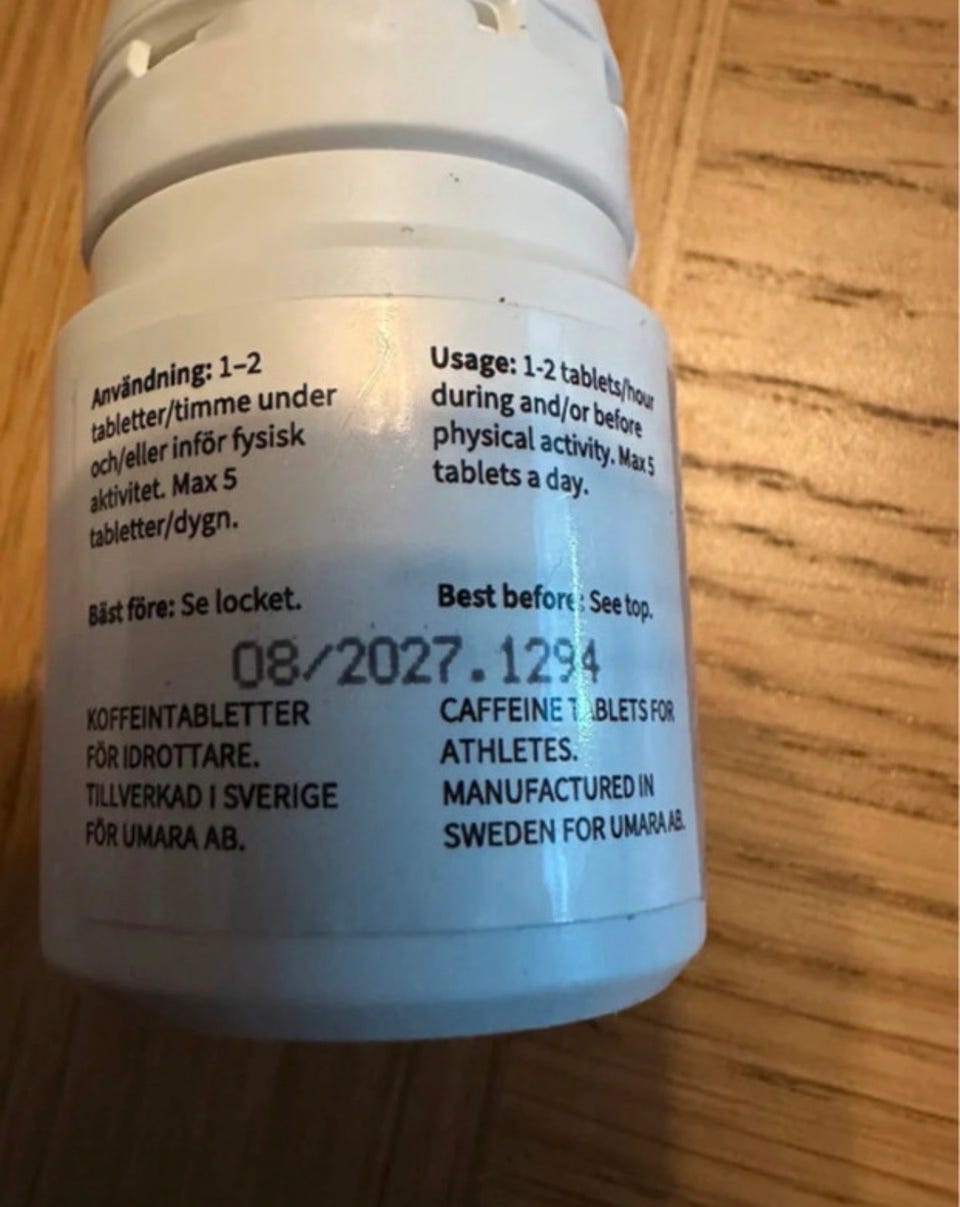 Användning: 1–2
tabletter/timme under
och/eller inför fysisk
aktivitet. Max 5
tabletter/dygn.
Bäst före: Se locket.
Usage: 1-2 tablets/hour
during and/or before
physical activity. Max 5
tablets a day.
Best before: See top.
08/2027.1294
KOFFEINTABLETTER
FÖR IDROTTARE.
TILLVERKAD I SVERIGE
FÖR UMARA AB.
CAFFEINE TABLETS FOR
ATHLETES.
MANUFACTURED IN
SWEDEN FOR UMARA AB.